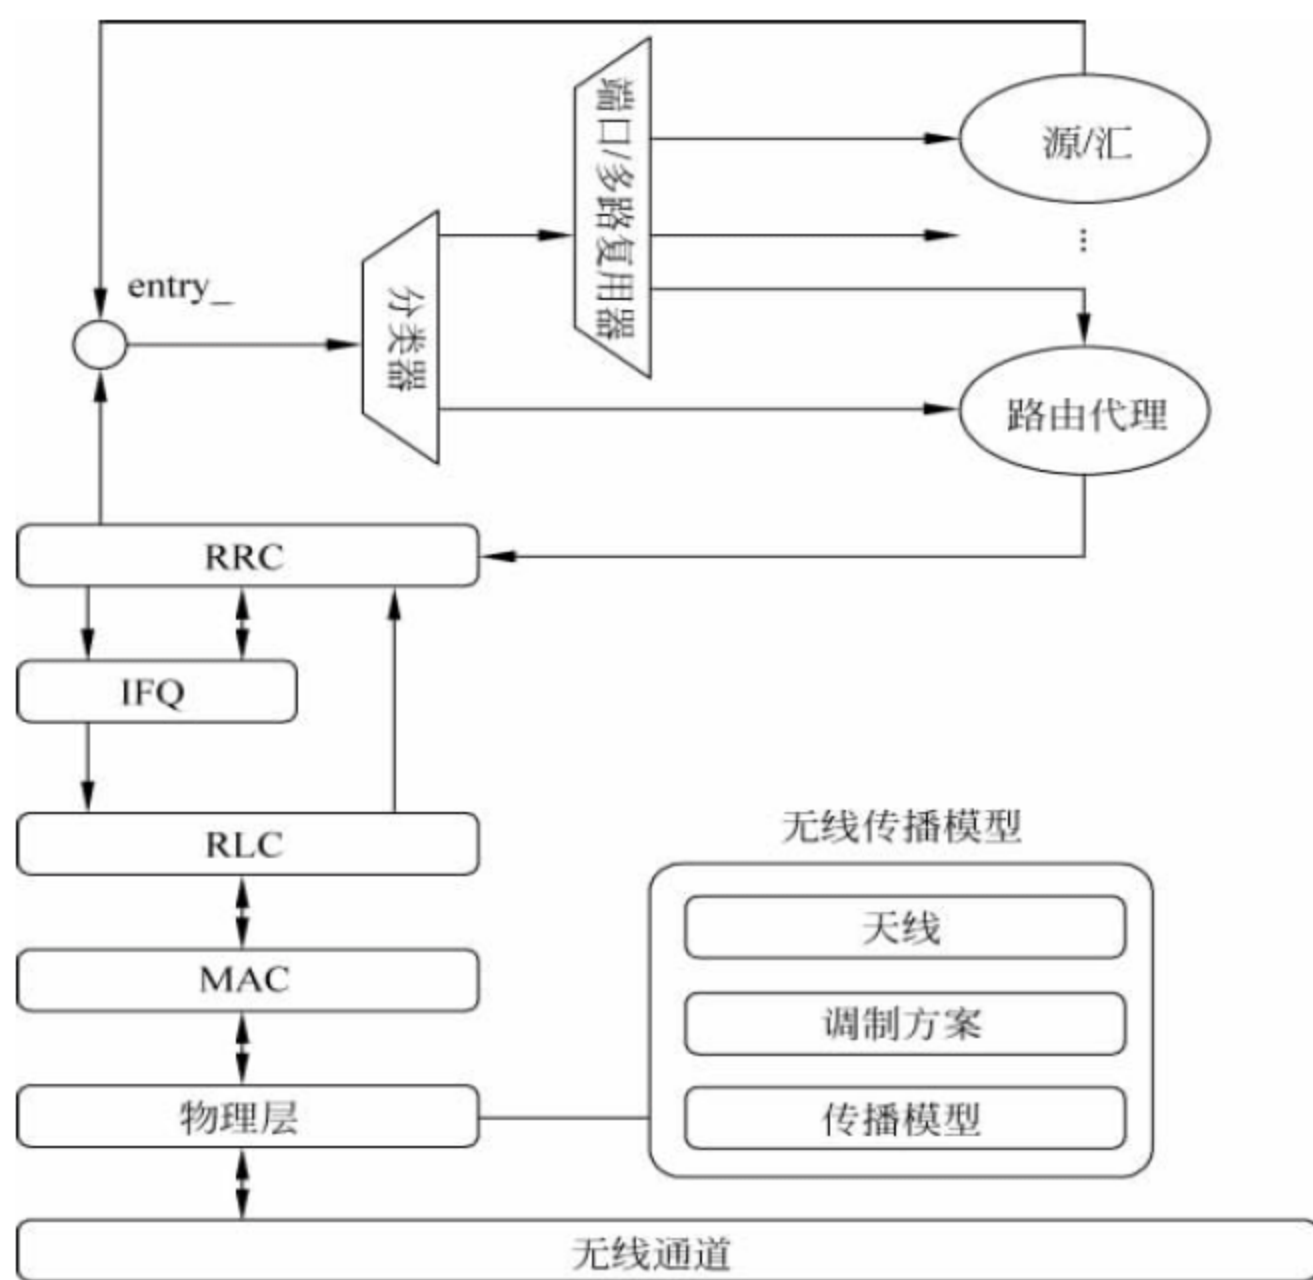 端口/多路复用器
源/汇
...
entry_
分类器
路由代理
RRC
IFQ
RLC
无线传播模型
天线
MAC
调制方案
物理层
传播模型
无线通道